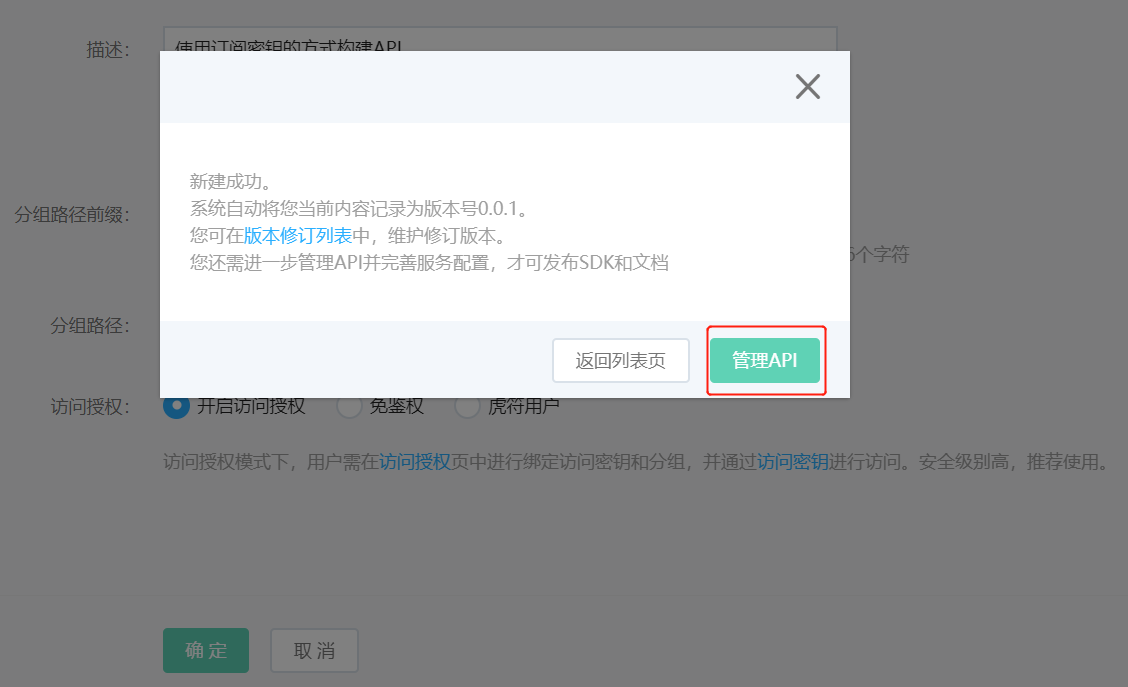 描述：
使用订阅密钥的方式构建API
新建成功。
系统自动将您当前内容记录为版本号0.0.1。
您可在版本修订列表中，维护修订版本。
您还需进一步管理API并完善服务配置，才可发布SDK和文档
分组路径前缀：
个字符
分组路径：
返回列表页
管理API
访问授权：
开启访问授权
免鉴权
虎符用户
访问授权模式下，用户需在访问授权页中进行绑定访问密钥和分组，并通过访问密钥进行访问。安全级别高，推荐使用。
确 定
取 消